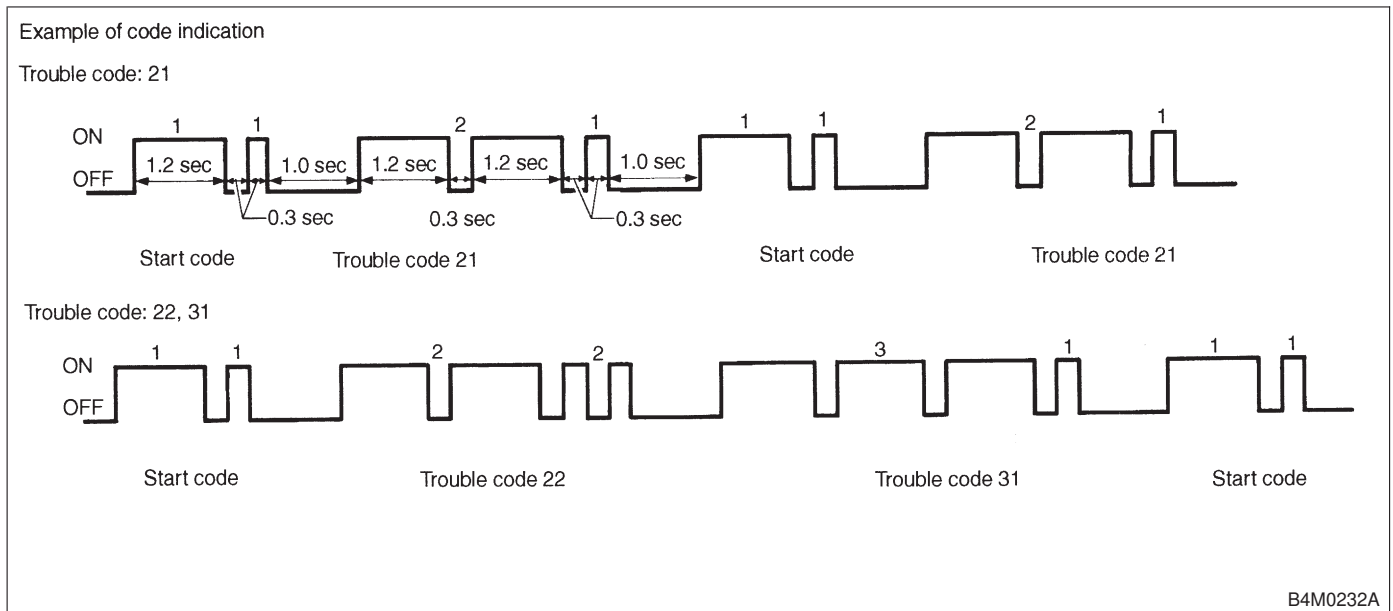 Example of code indication
Trouble code: 21
1 1 2 1 1 1 2 1
ON
1.2 sec 1.0 sec 1.2 sec 1.2 sec 1.0 sec
OFF
0.3 sec 0.3 sec 0.3 sec
Start code Trouble code 21 Start code Trouble code 21
Trouble code: 22, 31
1 1 2 2 3 1 1 1
ON
OFF
Start code Trouble code 22 Trouble code 31 Start code
B4M0232A